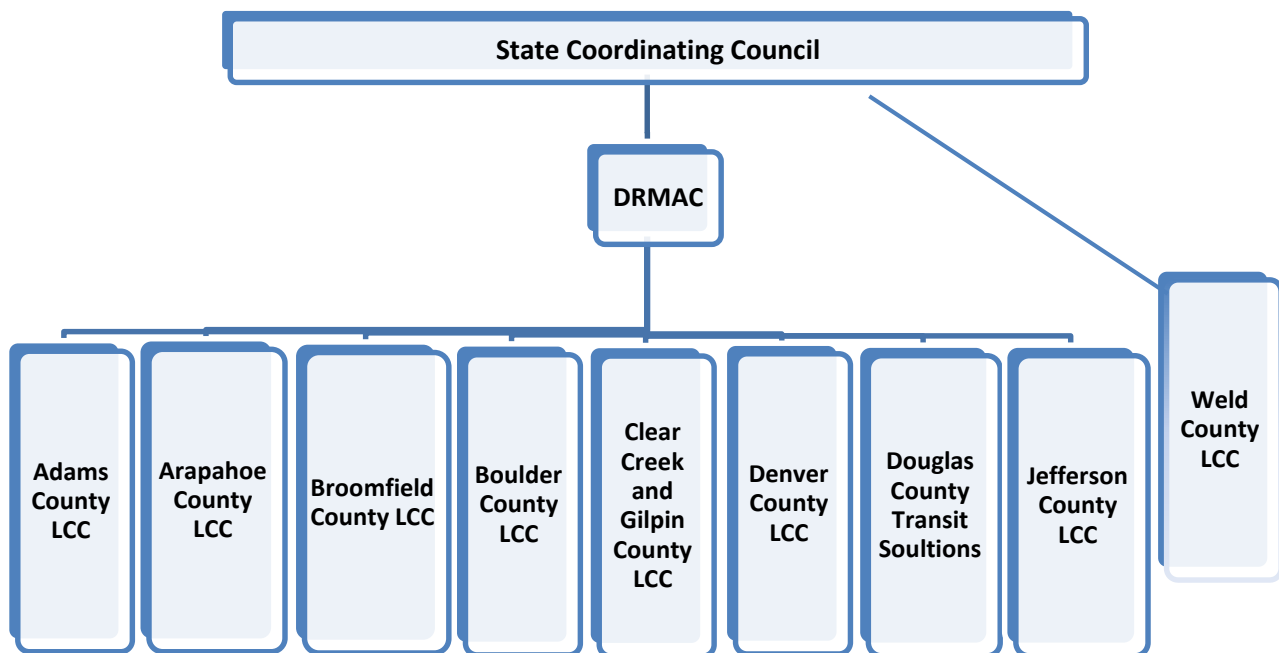 State Coordinating Council
DRMAC
Adams
County
LCC
Arapahoe
County
LCC
Broomfield
County LCC
Boulder
County
LCC
Clear
Creek
and
Gilpin
County
LCC
Denver
County
LCC
Douglas
County
Transit
Soultions
Jefferson
County
LCC
Weld
County
LCC